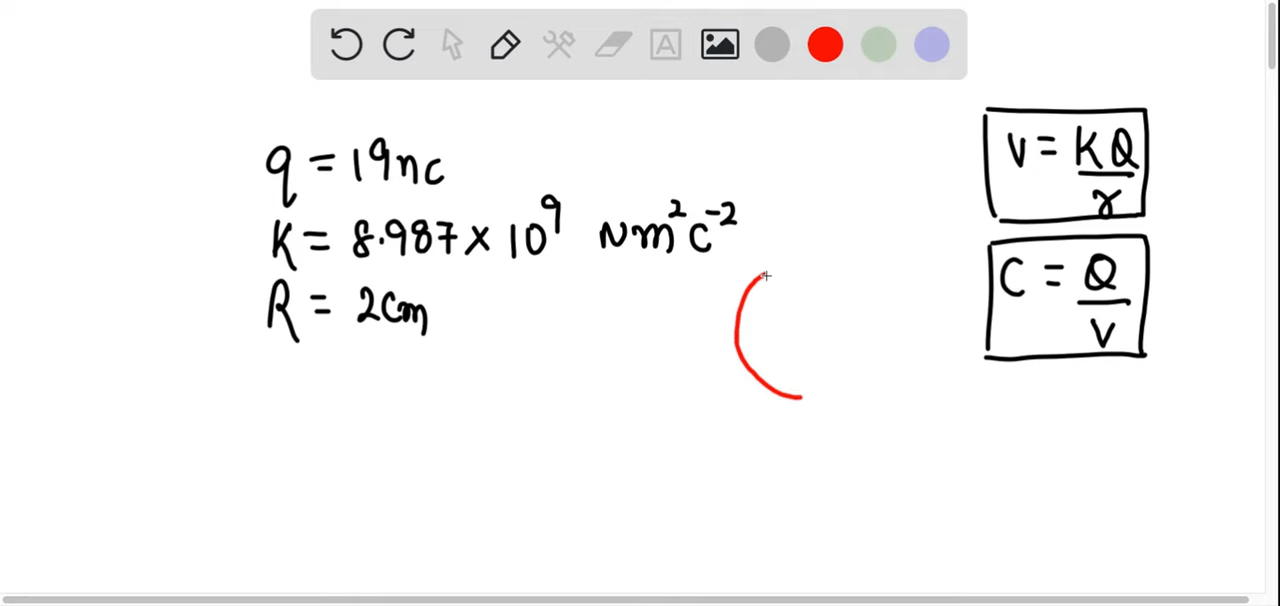 q = 19nc
K = 8.987 × 10⁹ Nm²c⁻²
R = 2cm
V = KQ/r
C = Q/V
A